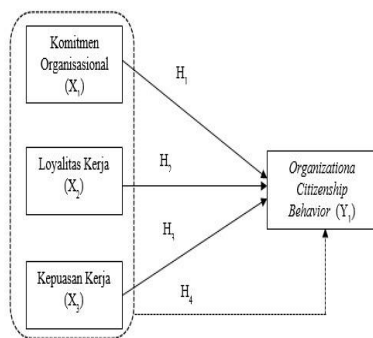 Komitmen
Organisasional
(X₁)
H₁
Loyalitas Kerja
(X₂)
H₂
Organizationa
Citizenship
Behavior (Y₁)
H₃
Kepuasan Kerja
(X₃)
H₄